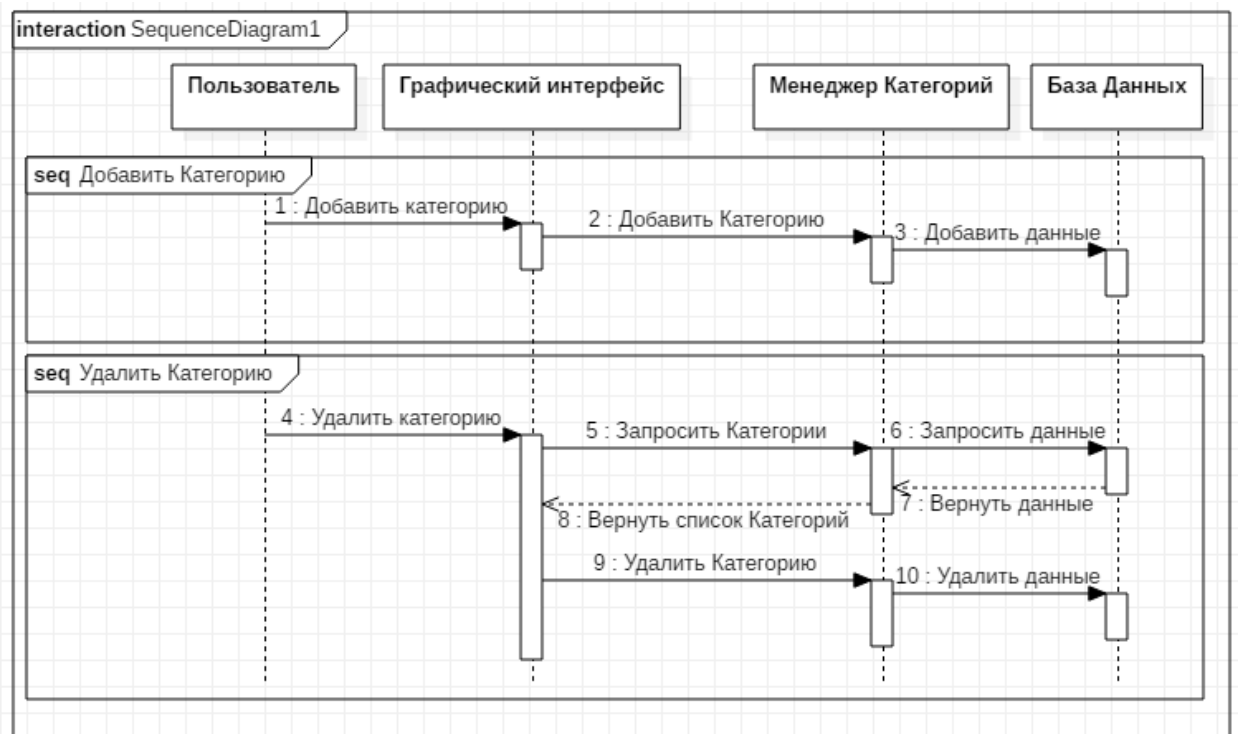 interaction SequenceDiagram1
Пользователь
Графический интерфейс
Менеджер Категорий
База Данных
seq Добавить Категорию
1 : Добавить категорию
2 : Добавить Категорию
3 : Добавить данные
seq Удалить Категорию
4 : Удалить категорию
5 : Запросить Категории
6 : Запросить данные
7 : Вернуть данные
8 : Вернуть список Категорий
9 : Удалить Категорию
10 : Удалить данные